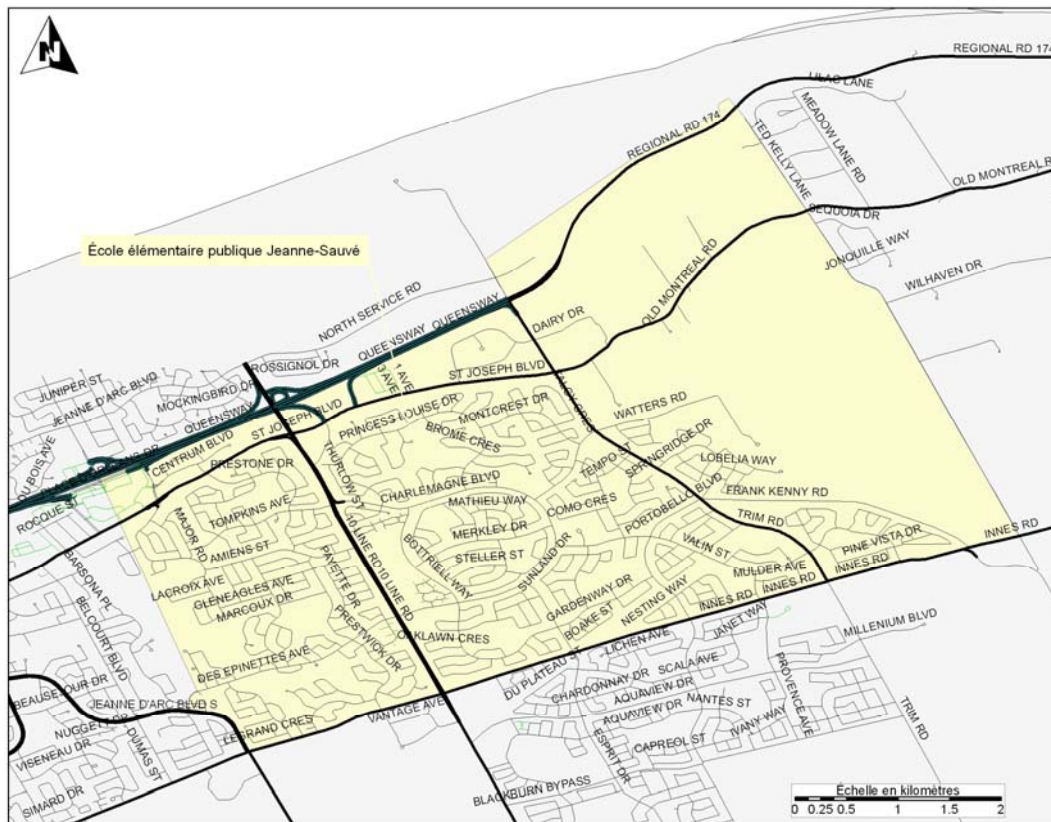 N
REGIONAL RD 174
LILAC LANE
MEADOW LANE RD
TED KELLY LANE
REGIONAL RD 174
OLD MONTREAL R
SEQUOIA DR
JONQUILLE WAY
WILHAVEN DR
OLD MONTREAL RD
École élémentaire publique Jeanne-Sauvé
NORTH SERVICE RD
QUEENSWAY
QUEENSWAY
DAIRY DR
ROSSIGNOL DR
3 AVE
1 AVE
ST JOSEPH BLVD
JUNIPER ST
JEANNE D'ARC BLVD
MOCKINGBIRD DR
QUEENSWAY
ST JOSEPH BLVD
CENTRUM BLVD
DU BOIS AVE
ROCQUE ST
PRINCESS LOUISE DR
MONTCREST DR
BROME CRES
WATTERS RD
PRESTONE DR
THURLOW ST
CHARLEMAGNE BLVD
TEMPO ST
SPRINGRIDGE DR
LOBELIA WAY
MAJOR RD
TOMPKINS AVE
MATHIEU WAY
COMO CRES
PORTOBELLO BLVD
FRANK KENNY RD
10 LINE RD
10 LINE RD
AMIENS ST
MERKLEY DR
TRIM RD
INNES RD
BOTTRIELL WAY
STELLER ST
SUNLAND DR
VALIN ST
PINE VISTA DR
BARSONA PL
LACROIX AVE
PAYETTE DR
MULDER AVE
INNES RD
INNES RD
GLENEAGLES AVE
GARDENWAY DR
NESTING WAY
BELCOURT BLVD
MARCOUX DR
PRESTWICK DR
BOAKE ST
INNES RD
JANET WAY
OAKLAWN CRES
LICHEN AVE
MILLENIUM BLVD
DES EPINETTES AVE
DU PLATEAU ST
SCALA AVE
CHARDONNAY DR
PROVENCE AVE
BEAUSEJOUR DR
JEANNE D'ARC BLVD S
AQUAVIEW DR
NANTES ST
VANTAGE AVE
AQUAVIEW DR
IVANY WAY
TRIM RD
NUGGETT DR
LEGRAND CRES
DUMAS ST
ESPRIT DR
CAPREOL ST
VISENEAU DR
BLACKBURN BYPASS
SIMARD DR
Échelle en kilomètres
0 0.25 0.5 1 1.5 2